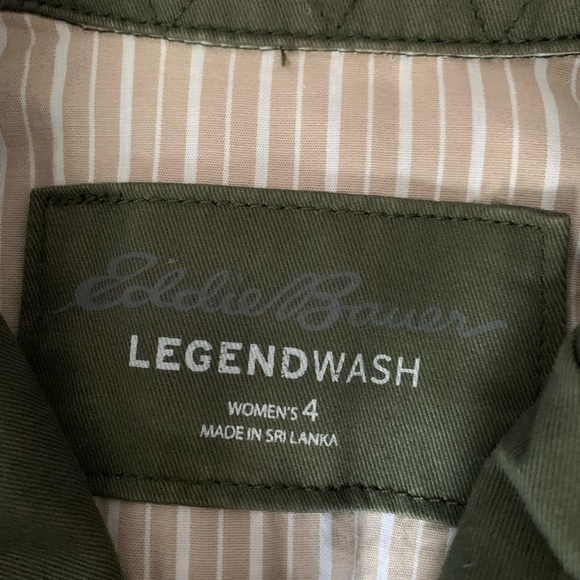 Eddie Bauer
LEGENDWASH
WOMEN'S 4
MADE IN SRI LANKA